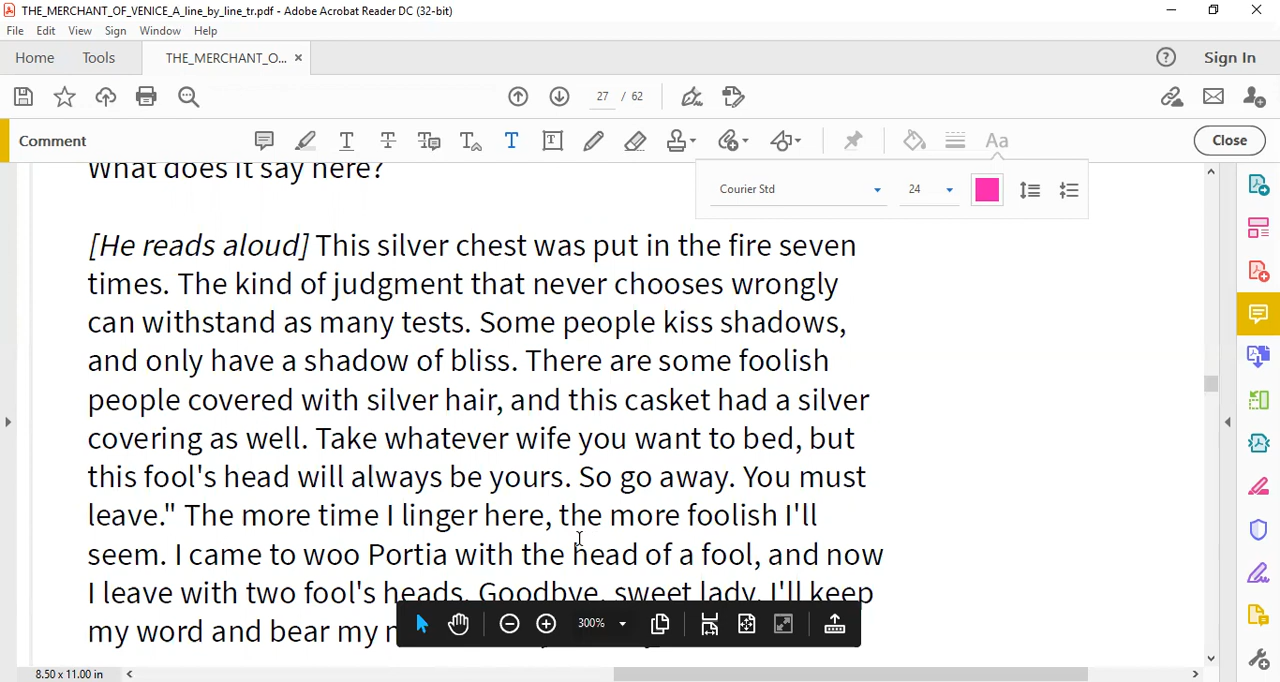 THE_MERCHANT_OF_VENICE_A_line_by_line_tr.pdf - Adobe Acrobat Reader DC (32-bit)
File Edit View Sign Window Help
Home Tools THE_MERCHANT_O... × Sign In
27 / 62
Comment Close
What does it say here?
Courier Std 24
[He reads aloud] This silver chest was put in the fire seven
times. The kind of judgment that never chooses wrongly
can withstand as many tests. Some people kiss shadows,
and only have a shadow of bliss. There are some foolish
people covered with silver hair, and this casket had a silver
covering as well. Take whatever wife you want to bed, but
this fool's head will always be yours. So go away. You must
leave." The more time I linger here, the more foolish I'll
seem. I came to woo Portia with the head of a fool, and now
I leave with two fool's heads. Goodbye, sweet lady. I'll keep
my word and bear my
300%
8.50 x 11.00 in